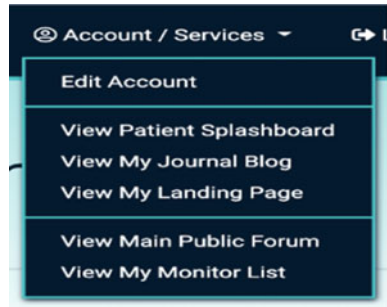 Account / Services
Edit Account
View Patient Splashboard
View My Journal Blog
View My Landing Page
View Main Public Forum
View My Monitor List